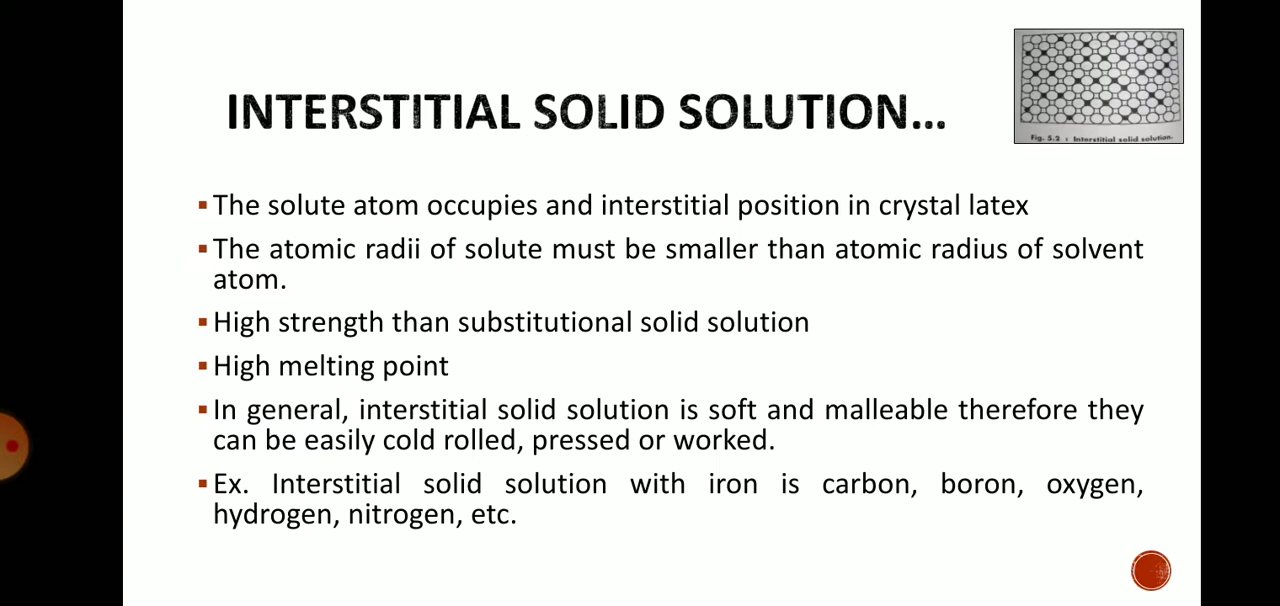 Fig. 5.2 : Interstitial solid solution.
INTERSTITIAL SOLID SOLUTION...
▪The solute atom occupies and interstitial position in crystal latex
▪The atomic radii of solute must be smaller than atomic radius of solvent
atom.
▪High strength than substitutional solid solution
▪High melting point
▪In general, interstitial solid solution is soft and malleable therefore they
can be easily cold rolled, pressed or worked.
▪Ex. Interstitial solid solution with iron is carbon, boron, oxygen,
hydrogen, nitrogen, etc.